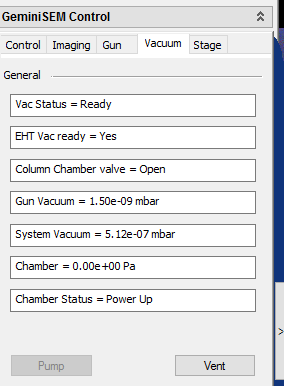 GeminiSEM Control
Control Imaging Gun Vacuum Stage
General
Vac Status = Ready
EHT Vac ready = Yes
Column Chamber valve = Open
Gun Vacuum = 1.50e-09 mbar
System Vacuum = 5.12e-07 mbar
Chamber = 0.00e+00 Pa
Chamber Status = Power Up
Pump Vent